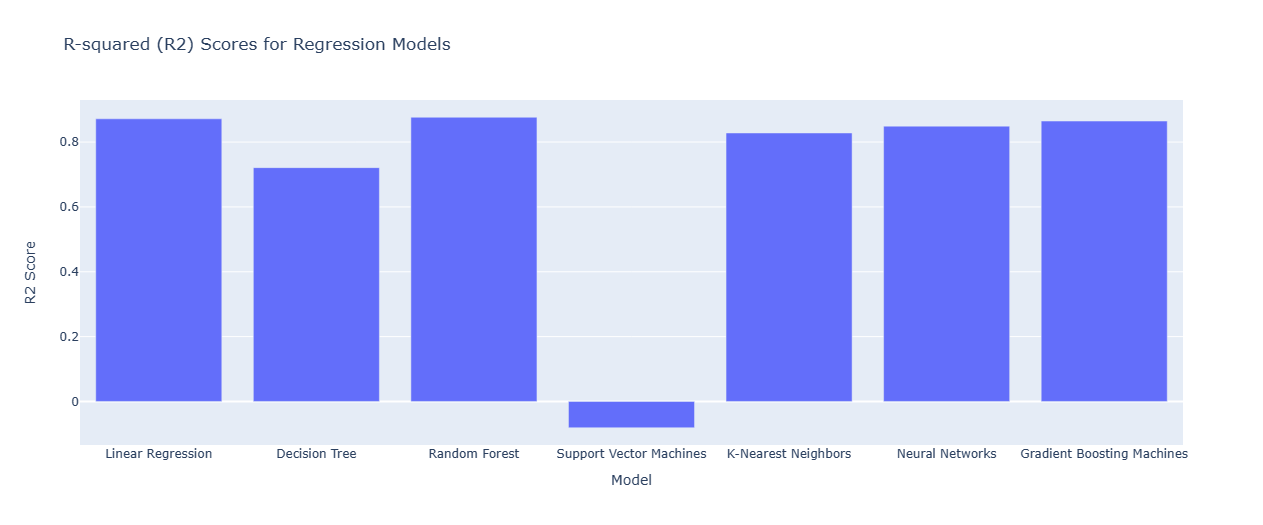 R-squared (R2) Scores for Regression Models
R2 Score
0.8
0.6
0.4
0.2
0
Linear Regression
Decision Tree
Random Forest
Support Vector Machines
K-Nearest Neighbors
Neural Networks
Gradient Boosting Machines
Model